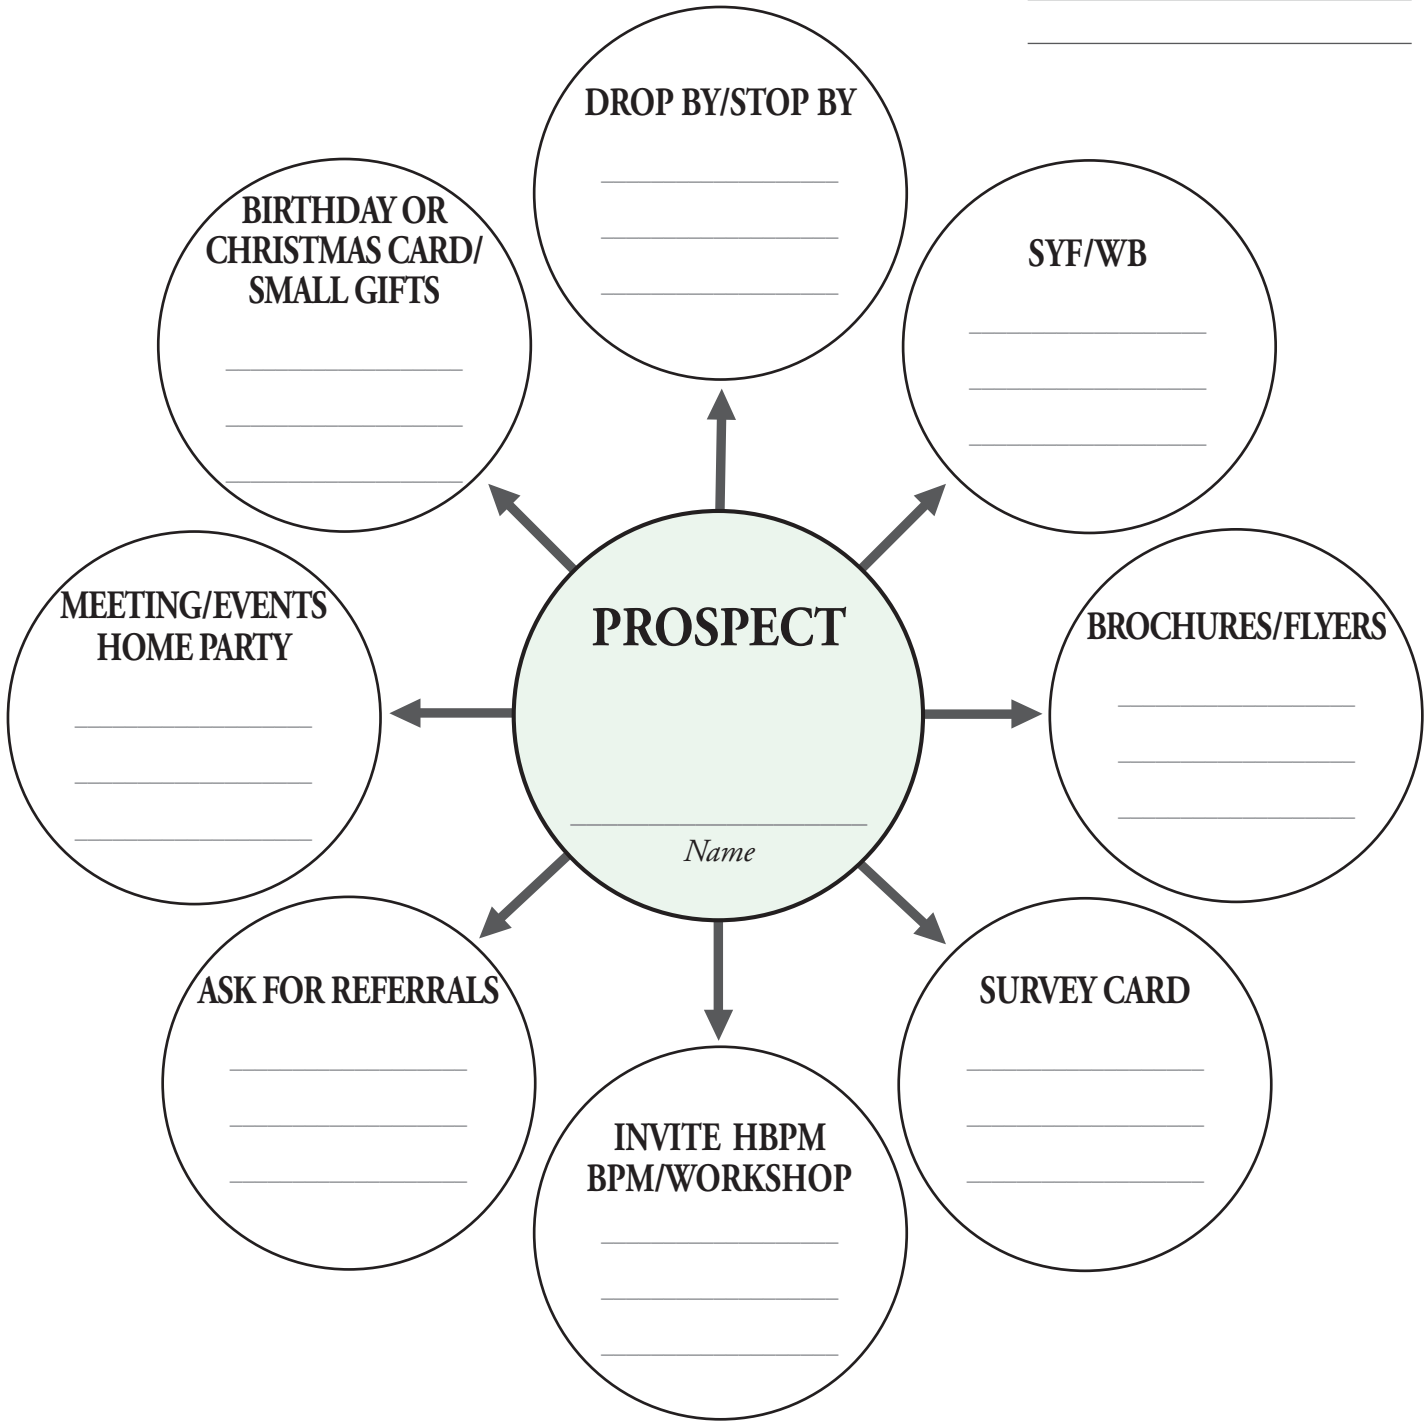 DROP BY/STOP BY
BIRTHDAY OR
CHRISTMAS CARD/
SMALL GIFTS
SYF/WB
MEETING/EVENTS
HOME PARTY
PROSPECT
Name
BROCHURES/FLYERS
ASK FOR REFERRALS
SURVEY CARD
INVITE HBPM
BPM/WORKSHOP